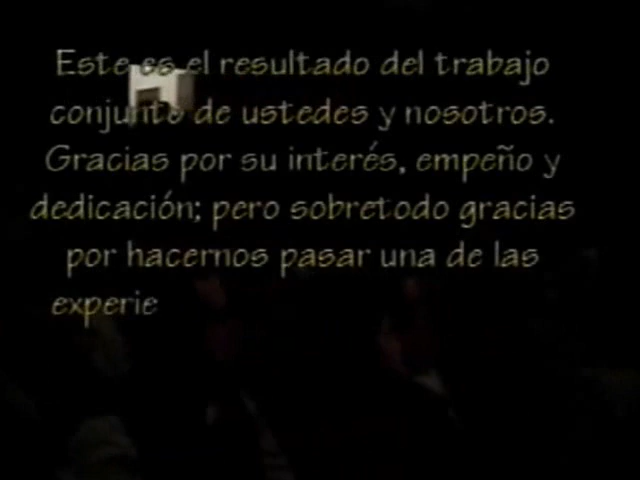 Este es el resultado del trabajo
conjunto de ustedes y nosotros.
Gracias por su interés, empeño y
dedicación; pero sobretodo gracias
por hacernos pasar una de las
experie